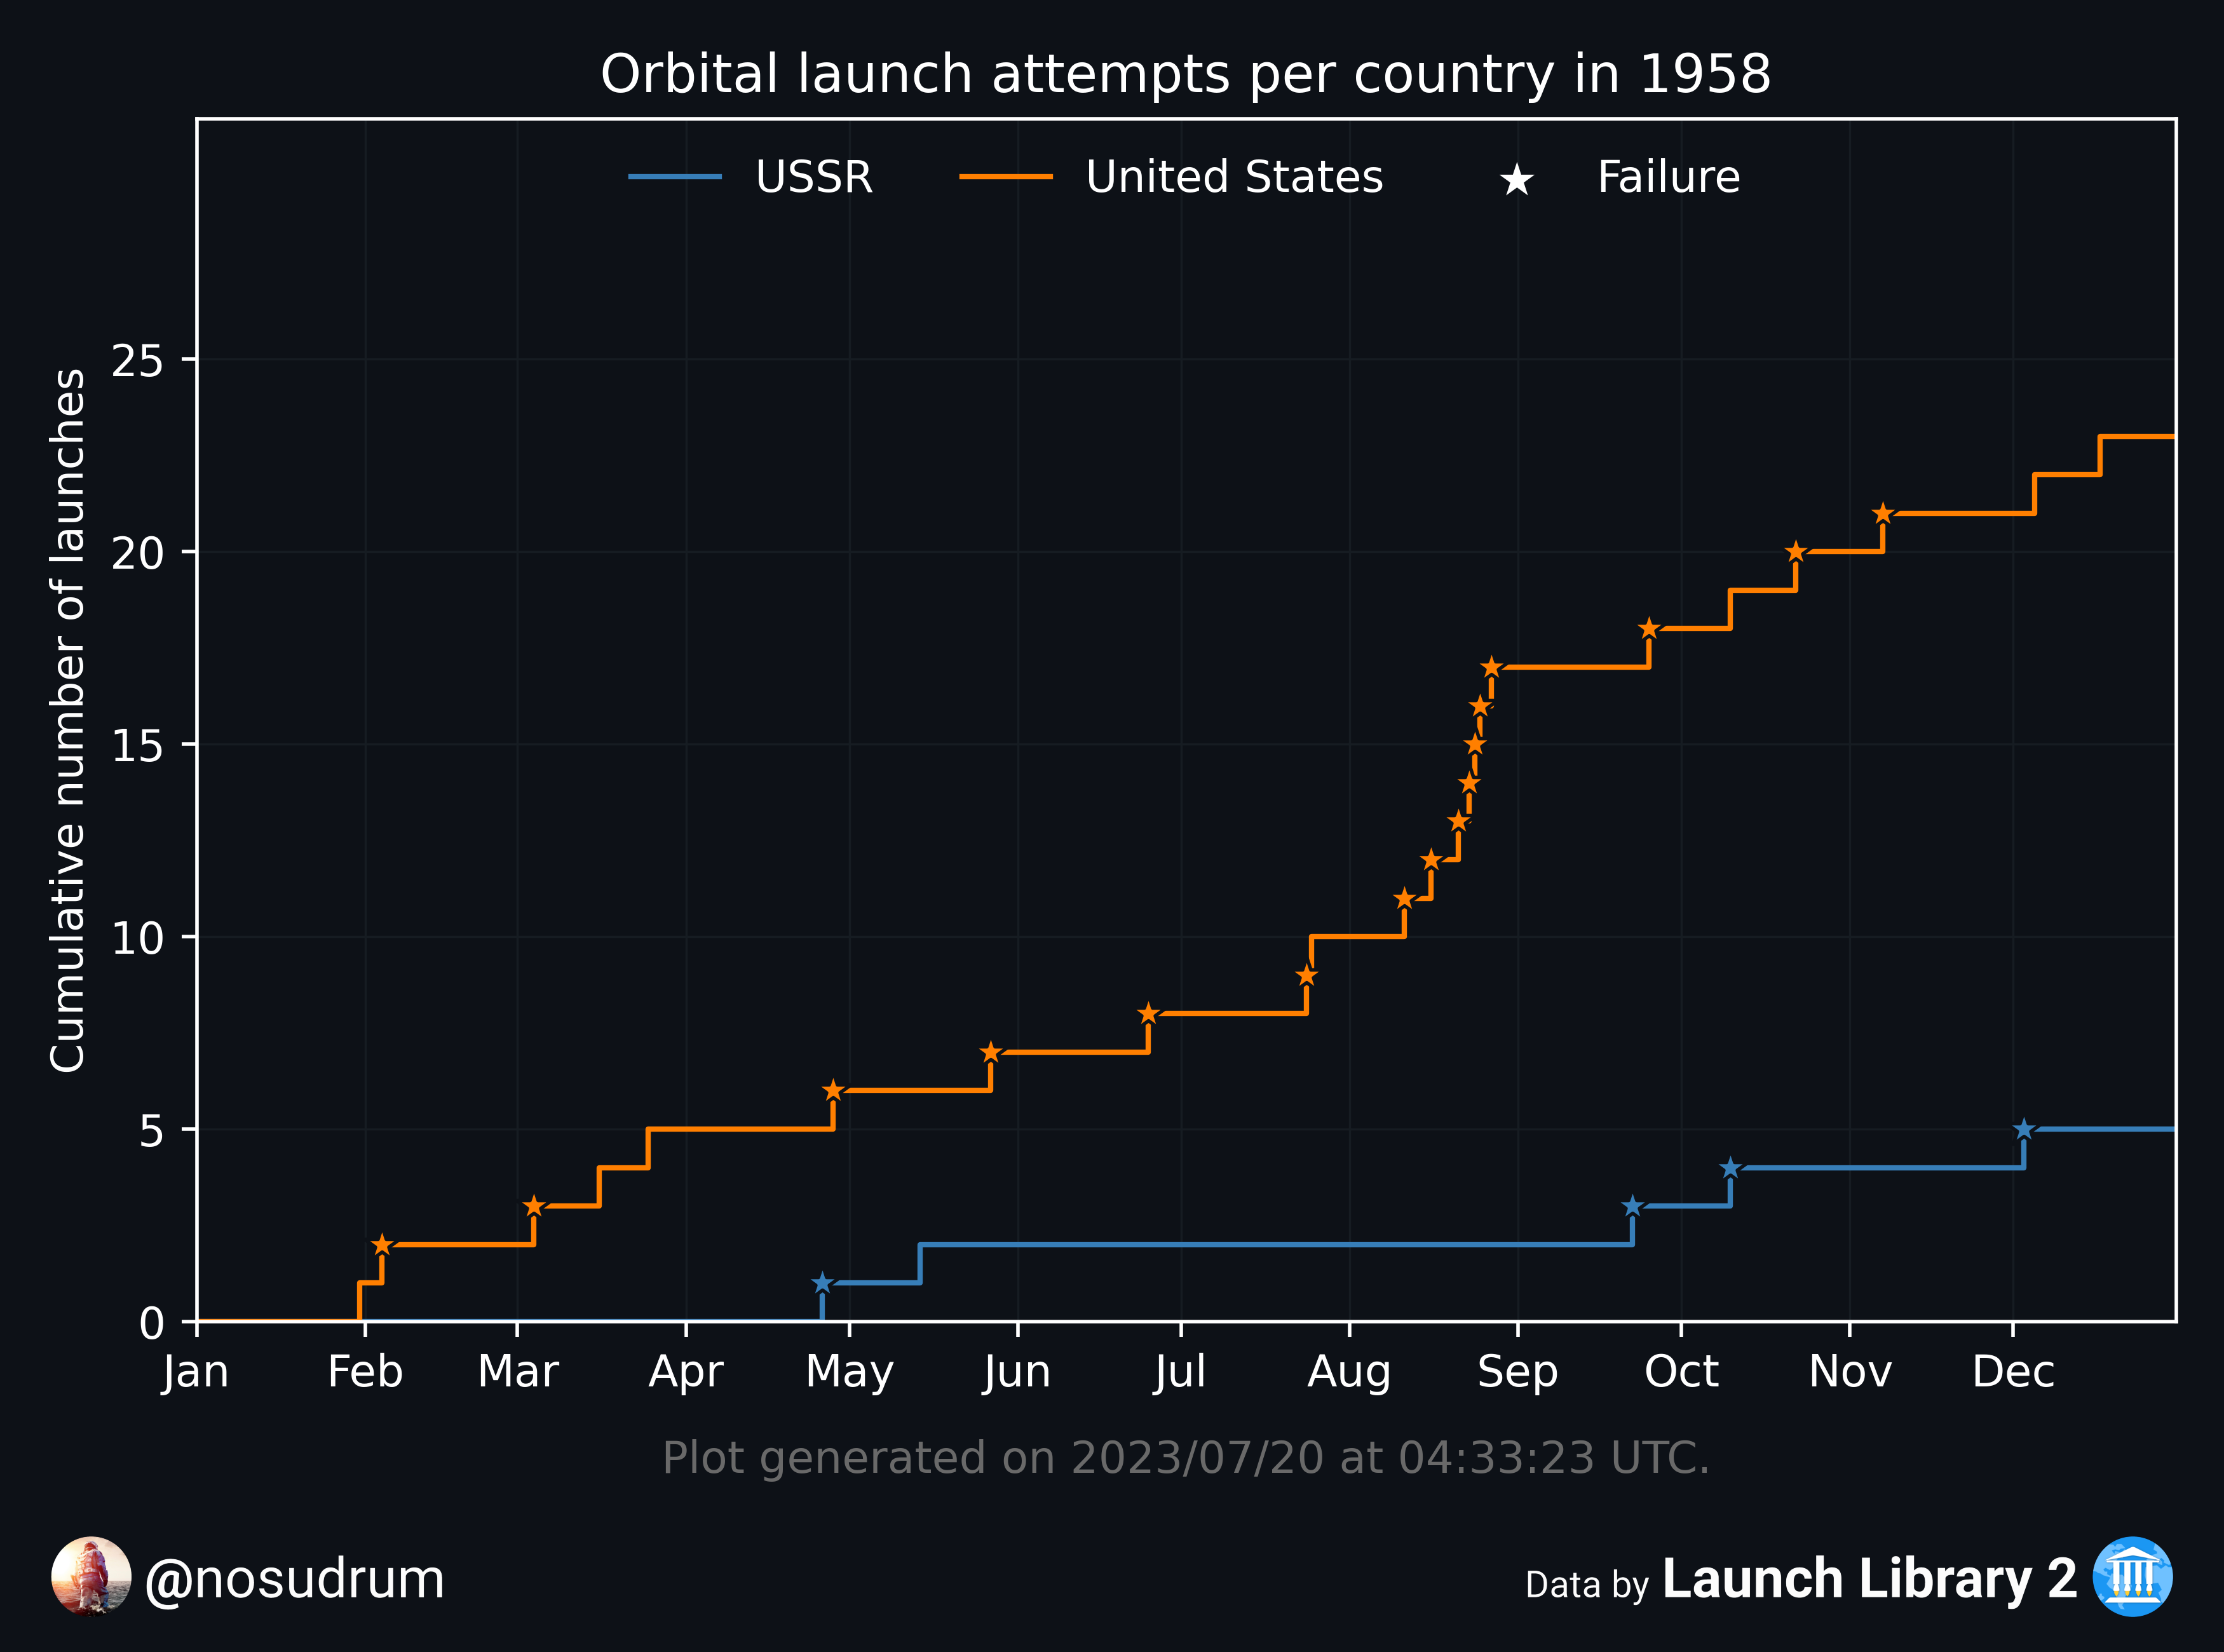 Orbital launch attempts per country in 1958
USSR United States Failure
Cumulative number of launches
25
20
15
10
5
0
Jan Feb Mar Apr May Jun Jul Aug Sep Oct Nov Dec
Plot generated on 2023/07/20 at 04:33:23 UTC.
@nosudrum Data by Launch Library 2